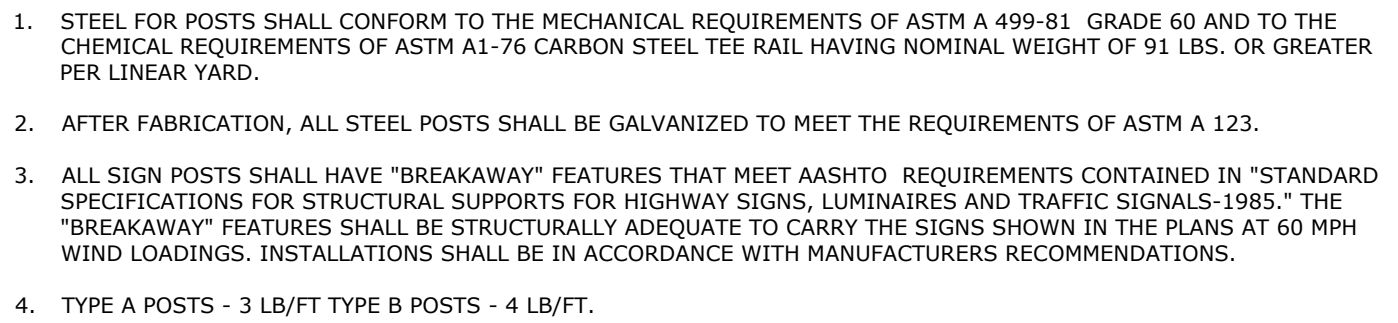 1. STEEL FOR POSTS SHALL CONFORM TO THE MECHANICAL REQUIREMENTS OF ASTM A 499-81 GRADE 60 AND TO THE
CHEMICAL REQUIREMENTS OF ASTM A1-76 CARBON STEEL TEE RAIL HAVING NOMINAL WEIGHT OF 91 LBS. OR GREATER
PER LINEAR YARD.
2. AFTER FABRICATION, ALL STEEL POSTS SHALL BE GALVANIZED TO MEET THE REQUIREMENTS OF ASTM A 123.
3. ALL SIGN POSTS SHALL HAVE "BREAKAWAY" FEATURES THAT MEET AASHTO REQUIREMENTS CONTAINED IN "STANDARD
SPECIFICATIONS FOR STRUCTURAL SUPPORTS FOR HIGHWAY SIGNS, LUMINAIRES AND TRAFFIC SIGNALS-1985." THE
"BREAKAWAY" FEATURES SHALL BE STRUCTURALLY ADEQUATE TO CARRY THE SIGNS SHOWN IN THE PLANS AT 60 MPH
WIND LOADINGS. INSTALLATIONS SHALL BE IN ACCORDANCE WITH MANUFACTURERS RECOMMENDATIONS.
4. TYPE A POSTS - 3 LB/FT TYPE B POSTS - 4 LB/FT.